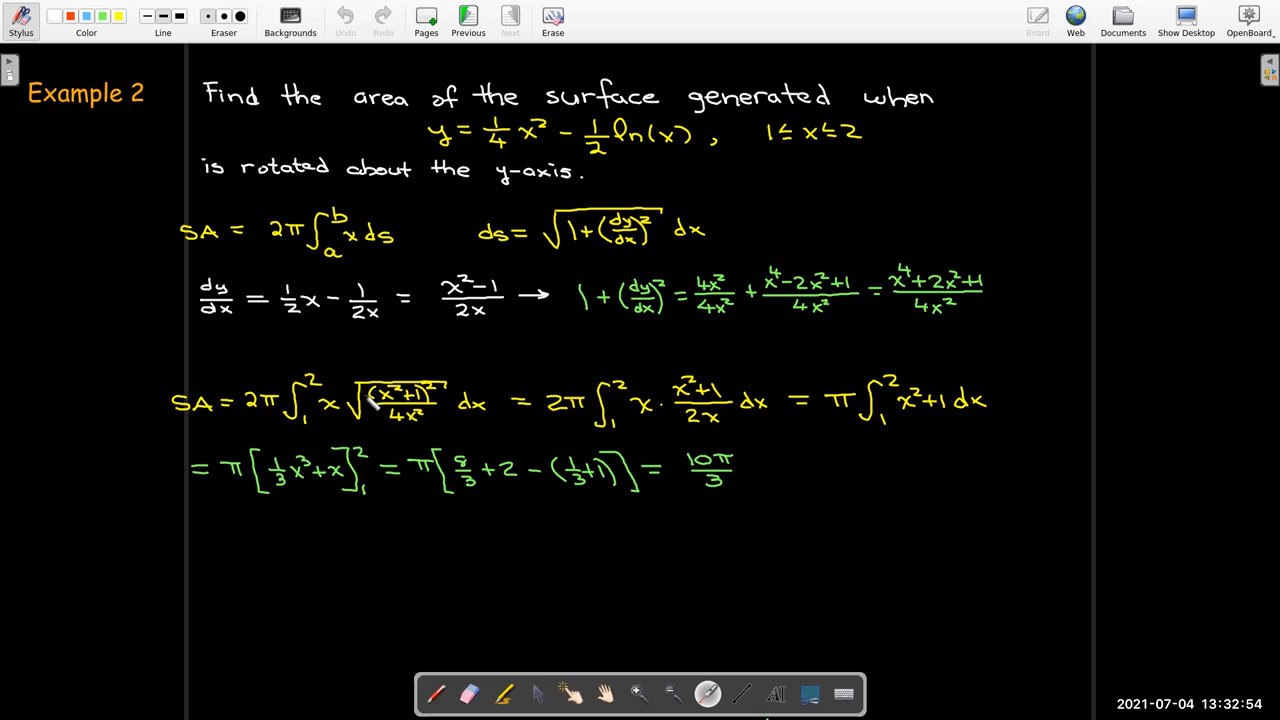 Stylus Color Line Eraser Backgrounds Undo Redo Pages Previous Next Erase Board Web Documents Show Desktop OpenBoard
Example 2
Find the area of the surface generated when
y = 1/4 x² − 1/2 ln(x) , 1 ≤ x ≤ 2
is rotated about the y-axis.
SA = 2π ∫_a^b x ds ds = √(1 + (dy/dx)²) dx
dy/dx = 1/2 x − 1/(2x) = (x²−1)/(2x) → 1 + (dy/dx)² = 4x²/4x² + (x⁴−2x²+1)/4x² = (x⁴+2x²+1)/4x²
SA = 2π ∫_1^2 x √((x²+1)²/4x²) dx = 2π ∫_1^2 x · (x²+1)/2x dx = π ∫_1^2 x²+1 dx
= π [1/3 x³ + x]_1^2 = π [8/3 + 2 − (1/3 + 1)] = 10π/3
AI
2021-07-04 13:32:54